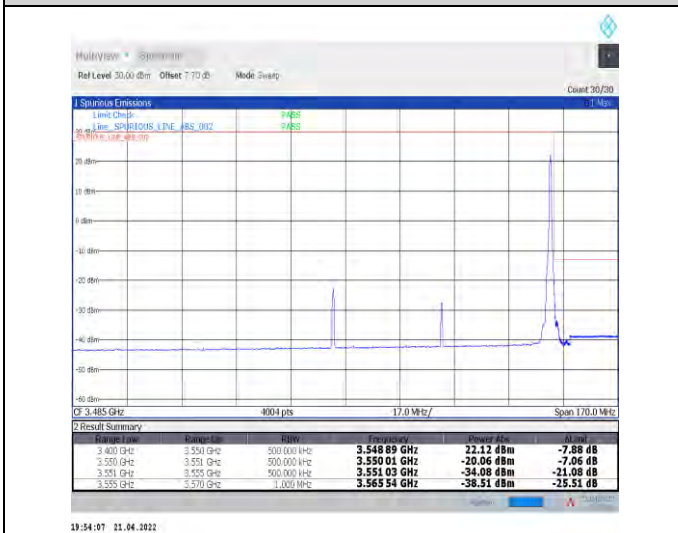 MultiView Spectrum
Ref Level 30.00 dBm Offset 7.70 dB Mode Sweep
Count 30/30
1 Spurious Emissions
1 Max
Limit Check PASS
Line _SPURIOUS_LINE_ABS_002 PASS
30 dBm
20 dBm
10 dBm
0 dBm
-10 dBm
-20 dBm
-30 dBm
-40 dBm
-50 dBm
-60 dBm
CF 3.485 GHz 4004 pts 17.0 MHz/ Span 170.0 MHz
2 Result Summary
Range Low Range Up RBW Frequency Power Abs ΔLimit
3.400 GHz 3.550 GHz 500.000 kHz 3.548 89 GHz 22.12 dBm -7.88 dB
3.550 GHz 3.551 GHz 500.000 kHz 3.550 01 GHz -20.06 dBm -7.06 dB
3.551 GHz 3.555 GHz 500.000 kHz 3.551 03 GHz -34.08 dBm -21.08 dB
3.555 GHz 3.570 GHz 1.000 MHz 3.565 54 GHz -38.51 dBm -25.51 dB
19:54:07 21.04.2022